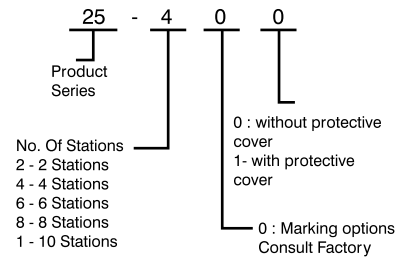 25 - 4 0 0
Product
Series
No. Of Stations
2 - 2 Stations
4 - 4 Stations
6 - 6 Stations
8 - 8 Stations
1 - 10 Stations
0 : without protective
cover
1- with protective
cover
0 : Marking options
Consult Factory